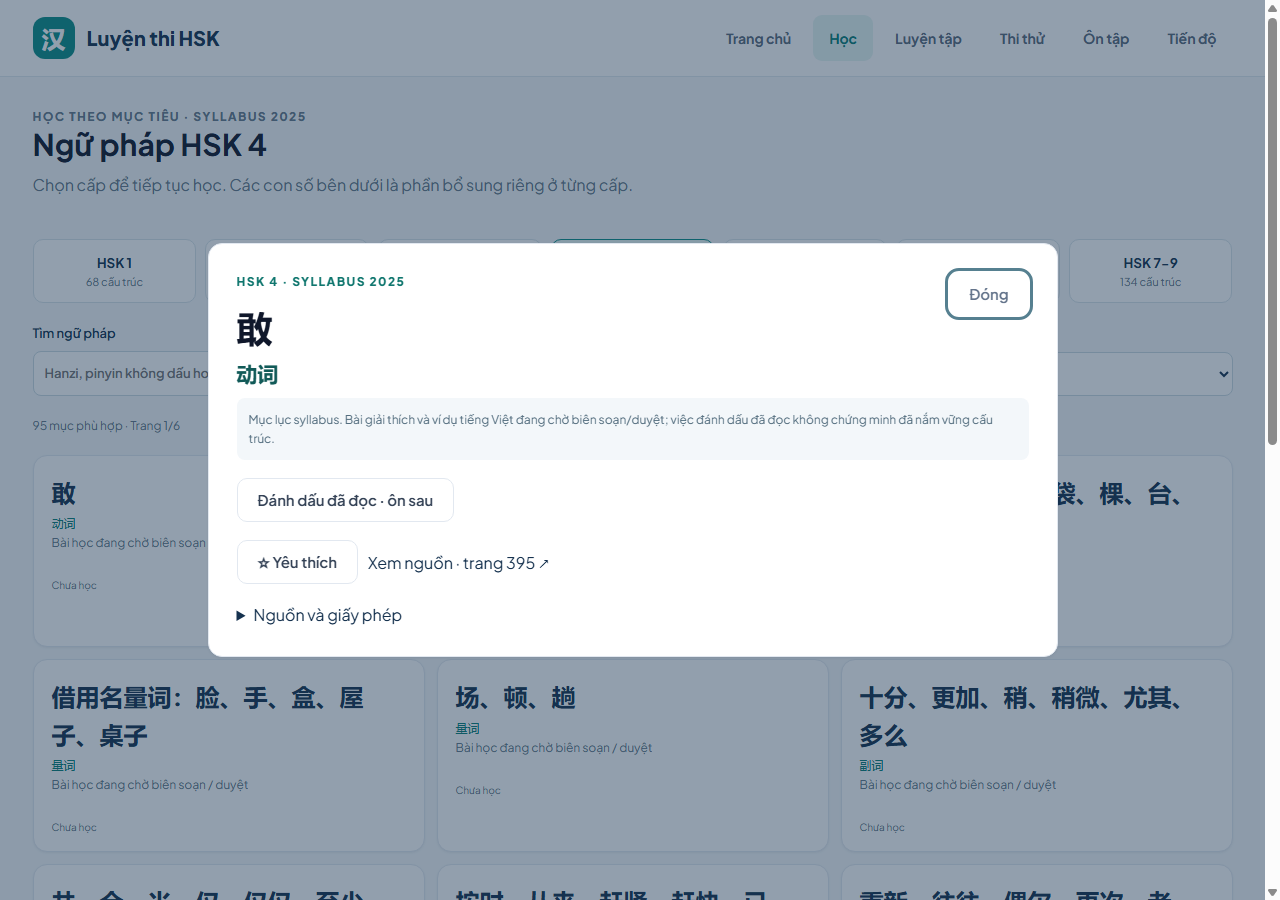 汉 Luyện thi HSK
Trang chủ Học Luyện tập Thi thử Ôn tập Tiến độ
HỌC THEO MỤC TIÊU · SYLLABUS 2025
Ngữ pháp HSK 4
Chọn cấp để tiếp tục học. Các con số bên dưới là phần bổ sung riêng ở từng cấp.
HSK 1
68 cấu trúc
HSK 7–9
134 cấu trúc
Tìm ngữ pháp
Hanzi, pinyin không dấu
95 mục phù hợp · Trang 1/6
HSK 4 · SYLLABUS 2025
Đóng
敢
动词
Mục lục syllabus. Bài giải thích và ví dụ tiếng Việt đang chờ biên soạn/duyệt; việc đánh dấu đã đọc không chứng minh đã nắm vững cấu
trúc.
Đánh dấu đã đọc · ôn sau
☆ Yêu thích
Xem nguồn · trang 395 ↗
▶ Nguồn và giấy phép
敢
动词
Bài học đang chờ biên soạn
Chưa học
袋、棵、台、
借用名量词：脸、手、盒、屋
子、桌子
量词
Bài học đang chờ biên soạn / duyệt
Chưa học
场、顿、趟
量词
Bài học đang chờ biên soạn / duyệt
Chưa học
十分、更加、稍、稍微、尤其、
多么
副词
Bài học đang chờ biên soạn / duyệt
Chưa học